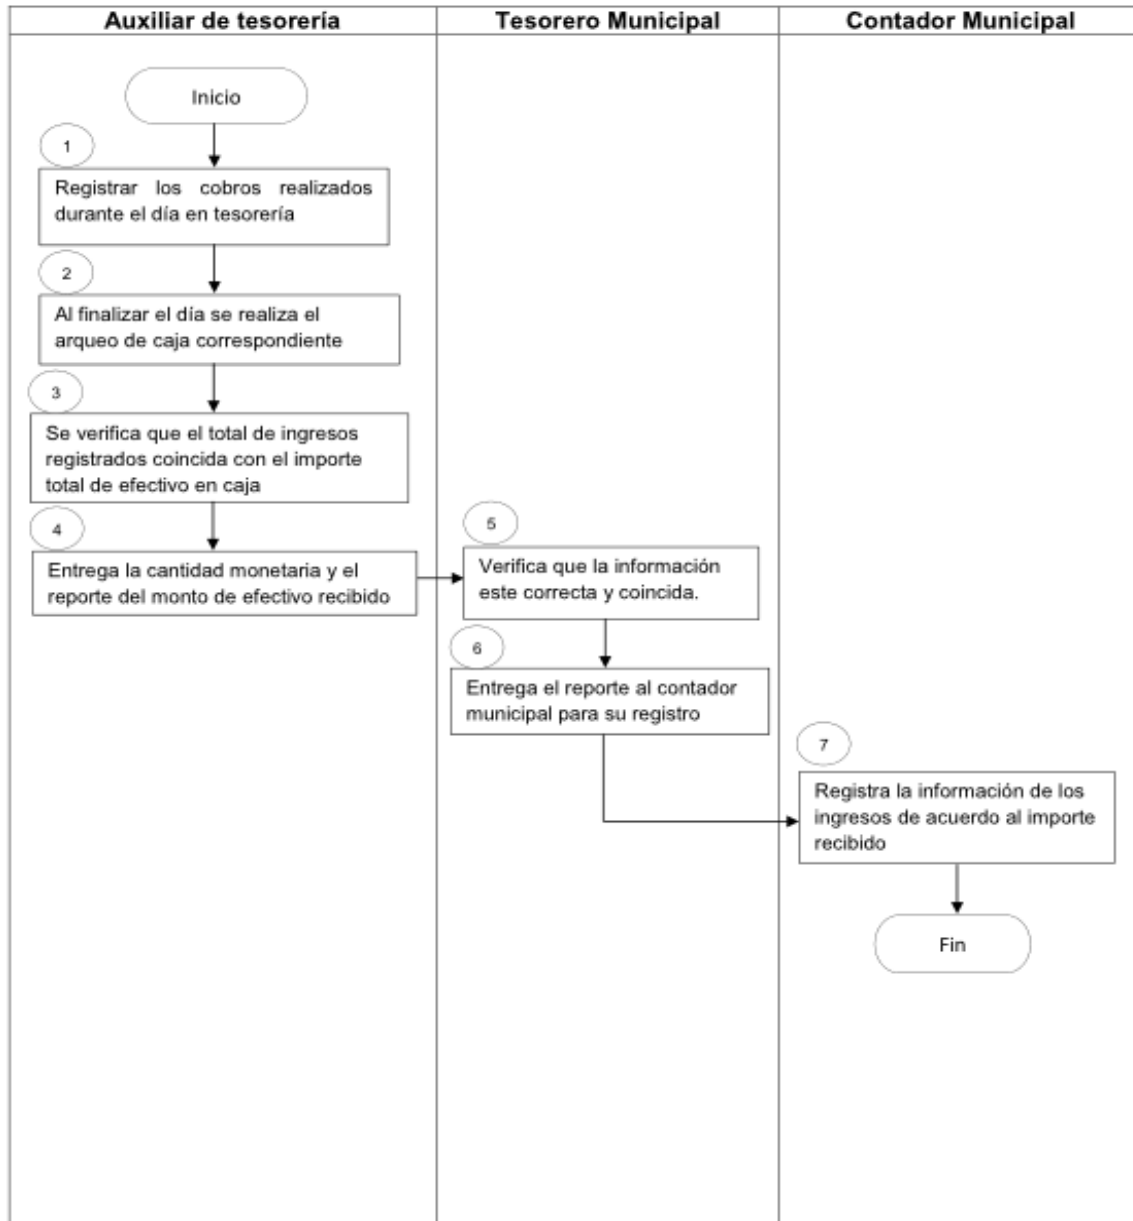 Auxiliar de tesorería
Tesorero Municipal
Contador Municipal
Inicio
1
Registrar los cobros realizados
durante el día en tesorería
2
Al finalizar el día se realiza el
arqueo de caja correspondiente
3
Se verifica que el total de ingresos
registrados coincida con el importe
total de efectivo en caja
4
Entrega la cantidad monetaria y el
reporte del monto de efectivo recibido
5
Verifica que la información
este correcta y coincida.
6
Entrega el reporte al contador
municipal para su registro
7
Registra la información de los
ingresos de acuerdo al importe
recibido
Fin